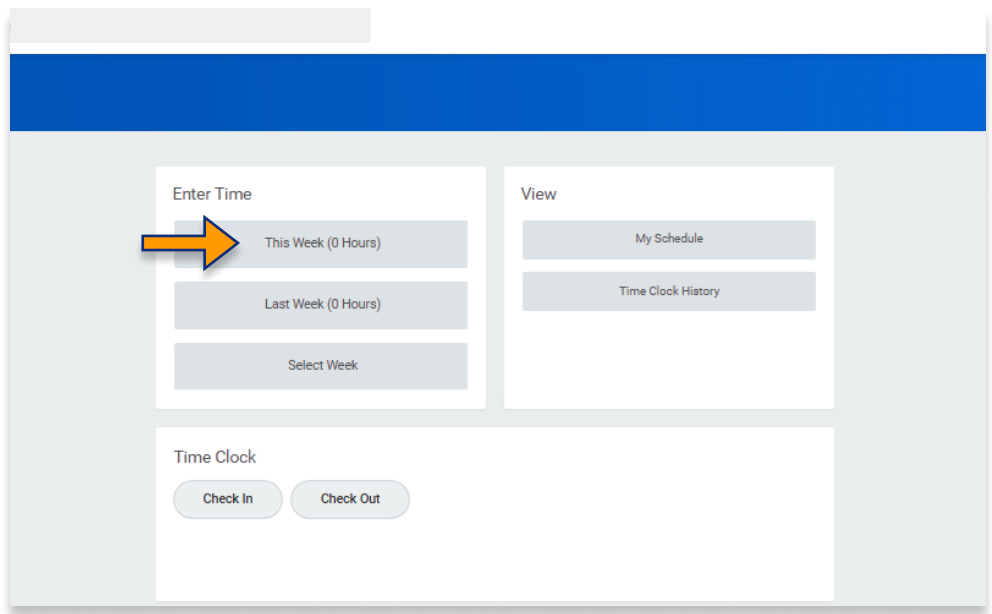 Enter Time
This Week (0 Hours)
Last Week (0 Hours)
Select Week
View
My Schedule
Time Clock History
Time Clock
Check In
Check Out